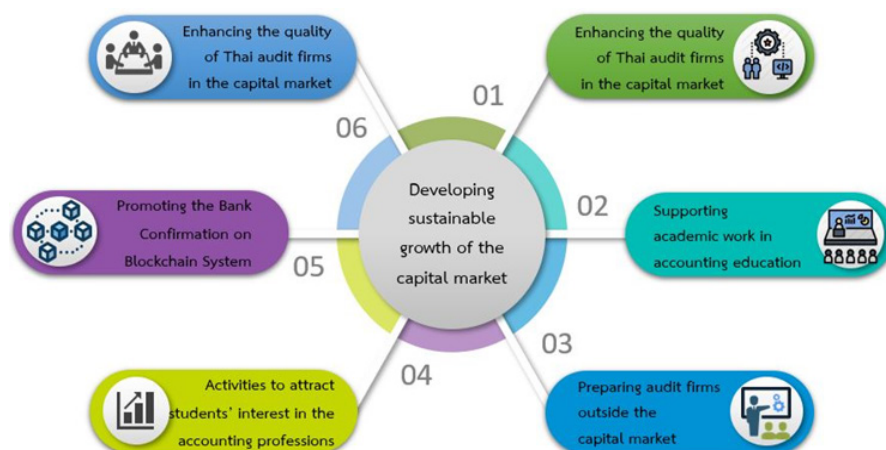 Developing
sustainable
growth of the
capital market
01
Enhancing the quality
of Thai audit firms
in the capital market
02
Supporting
academic work in
accounting education
03
Preparing audit firms
outside the
capital market
04
Activities to attract
students' interest in the
accounting professions
05
Promoting the Bank
Confirmation on
Blockchain System
06
Enhancing the quality
of Thai audit firms
in the capital market